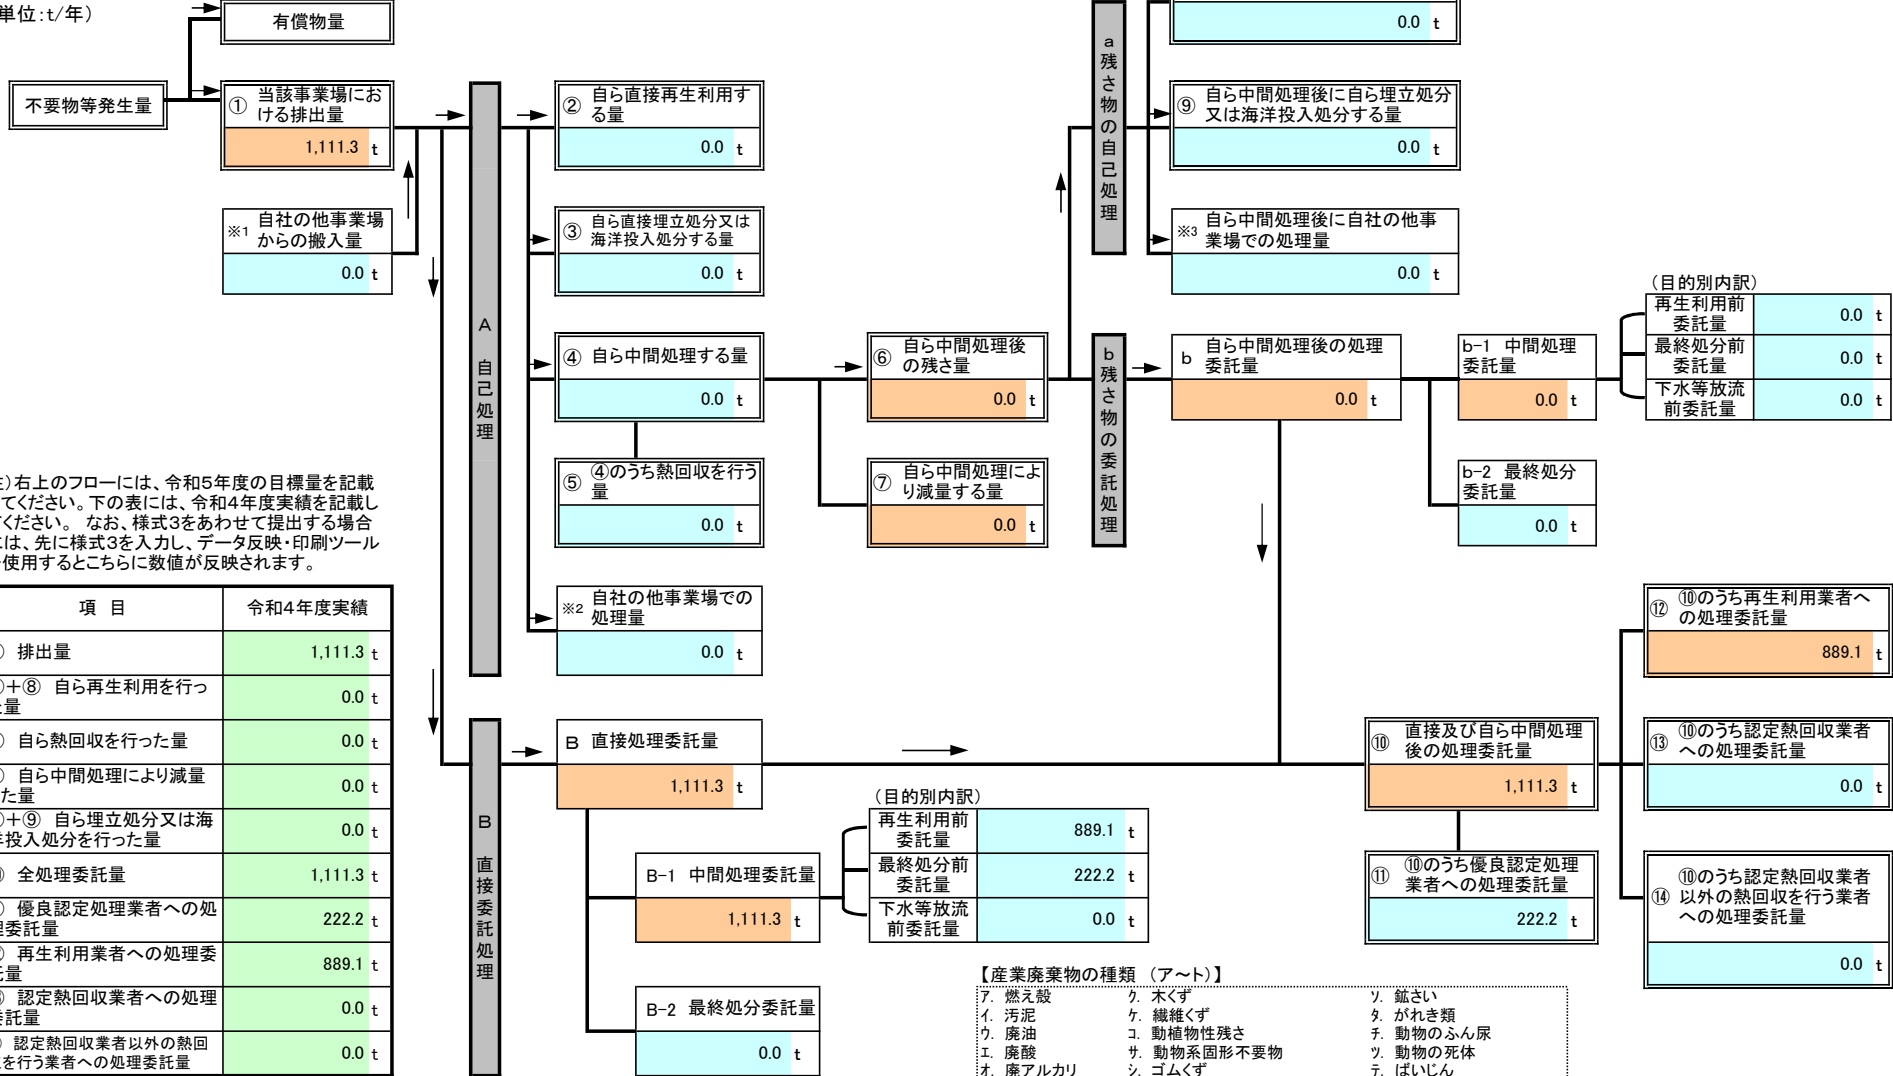 単位:t/年）
有償物量
不要物等発生量
① 当該事業場にお
ける排出量
1,111.3 t
※1 自社の他事業場
からの搬入量
0.0 t
A 自己処理
② 自ら直接再生利用す
る量
0.0 t
③ 自ら直接埋立処分又は
海洋投入処分する量
0.0 t
④ 自ら中間処理する量
0.0 t
⑤ ④のうち熱回収を行う
量
0.0 t
※2 自社の他事業場での
処理量
0.0 t
⑥ 自ら中間処理後
の残さ量
0.0 t
⑦ 自ら中間処理によ
り減量する量
0.0 t
a 残さ物の自己処理
0.0 t
⑨ 自ら中間処理後に自ら埋立処分
又は海洋投入処分する量
0.0 t
※3 自ら中間処理後に自社の他事
業場での処理量
0.0 t
b 残さ物の委託処理
b 自ら中間処理後の処理
委託量
0.0 t
b-1 中間処理
委託量
0.0 t
（目的別内訳）
再生利用前
委託量
0.0 t
最終処分前
委託量
0.0 t
下水等放流
前委託量
0.0 t
b-2 最終処分
委託量
0.0 t
）右上のフローには、令和5年度の目標量を記載
てください。下の表には、令和4年度実績を記載し
ください。 なお、様式3をあわせて提出する場合
は、先に様式3を入力し、データ反映・印刷ツール
使用するとこちらに数値が反映されます。
項 目 令和4年度実績
排出量 1,111.3 t
＋⑧ 自ら再生利用を行っ
量
0.0 t
自ら熱回収を行った量 0.0 t
自ら中間処理により減量
た量
0.0 t
＋⑨ 自ら埋立処分又は海
投入処分を行った量
0.0 t
全処理委託量 1,111.3 t
優良認定処理業者への処
委託量
222.2 t
再生利用業者への処理委
量
889.1 t
認定熱回収業者への処理
託量
0.0 t
認定熱回収業者以外の熱回
を行う業者への処理委託量
0.0 t
B 直接委託処理
B 直接処理委託量
1,111.3 t
B-1 中間処理委託量
1,111.3 t
（目的別内訳）
再生利用前
委託量
889.1 t
最終処分前
委託量
222.2 t
下水等放流
前委託量
0.0 t
B-2 最終処分委託量
0.0 t
⑩ 直接及び自ら中間処理
後の処理委託量
1,111.3 t
⑪ ⑩のうち優良認定処理
業者への処理委託量
222.2 t
⑫ ⑩のうち再生利用業者へ
の処理委託量
889.1 t
⑬ ⑩のうち認定熱回収業者
への処理委託量
0.0 t
⑭ ⑩のうち認定熱回収業者
以外の熱回収を行う業者
への処理委託量
0.0 t
【産業廃棄物の種類 （ア～ト）】
ア. 燃え殻 ク. 木くず ソ. 鉱さい
イ. 汚泥 ケ. 繊維くず タ. がれき類
ウ. 廃油 コ. 動植物性残さ チ. 動物のふん尿
エ. 廃酸 サ. 動物系固形不要物 ツ. 動物の死体
オ. 廃アルカリ シ. ゴムくず テ. ばいじん